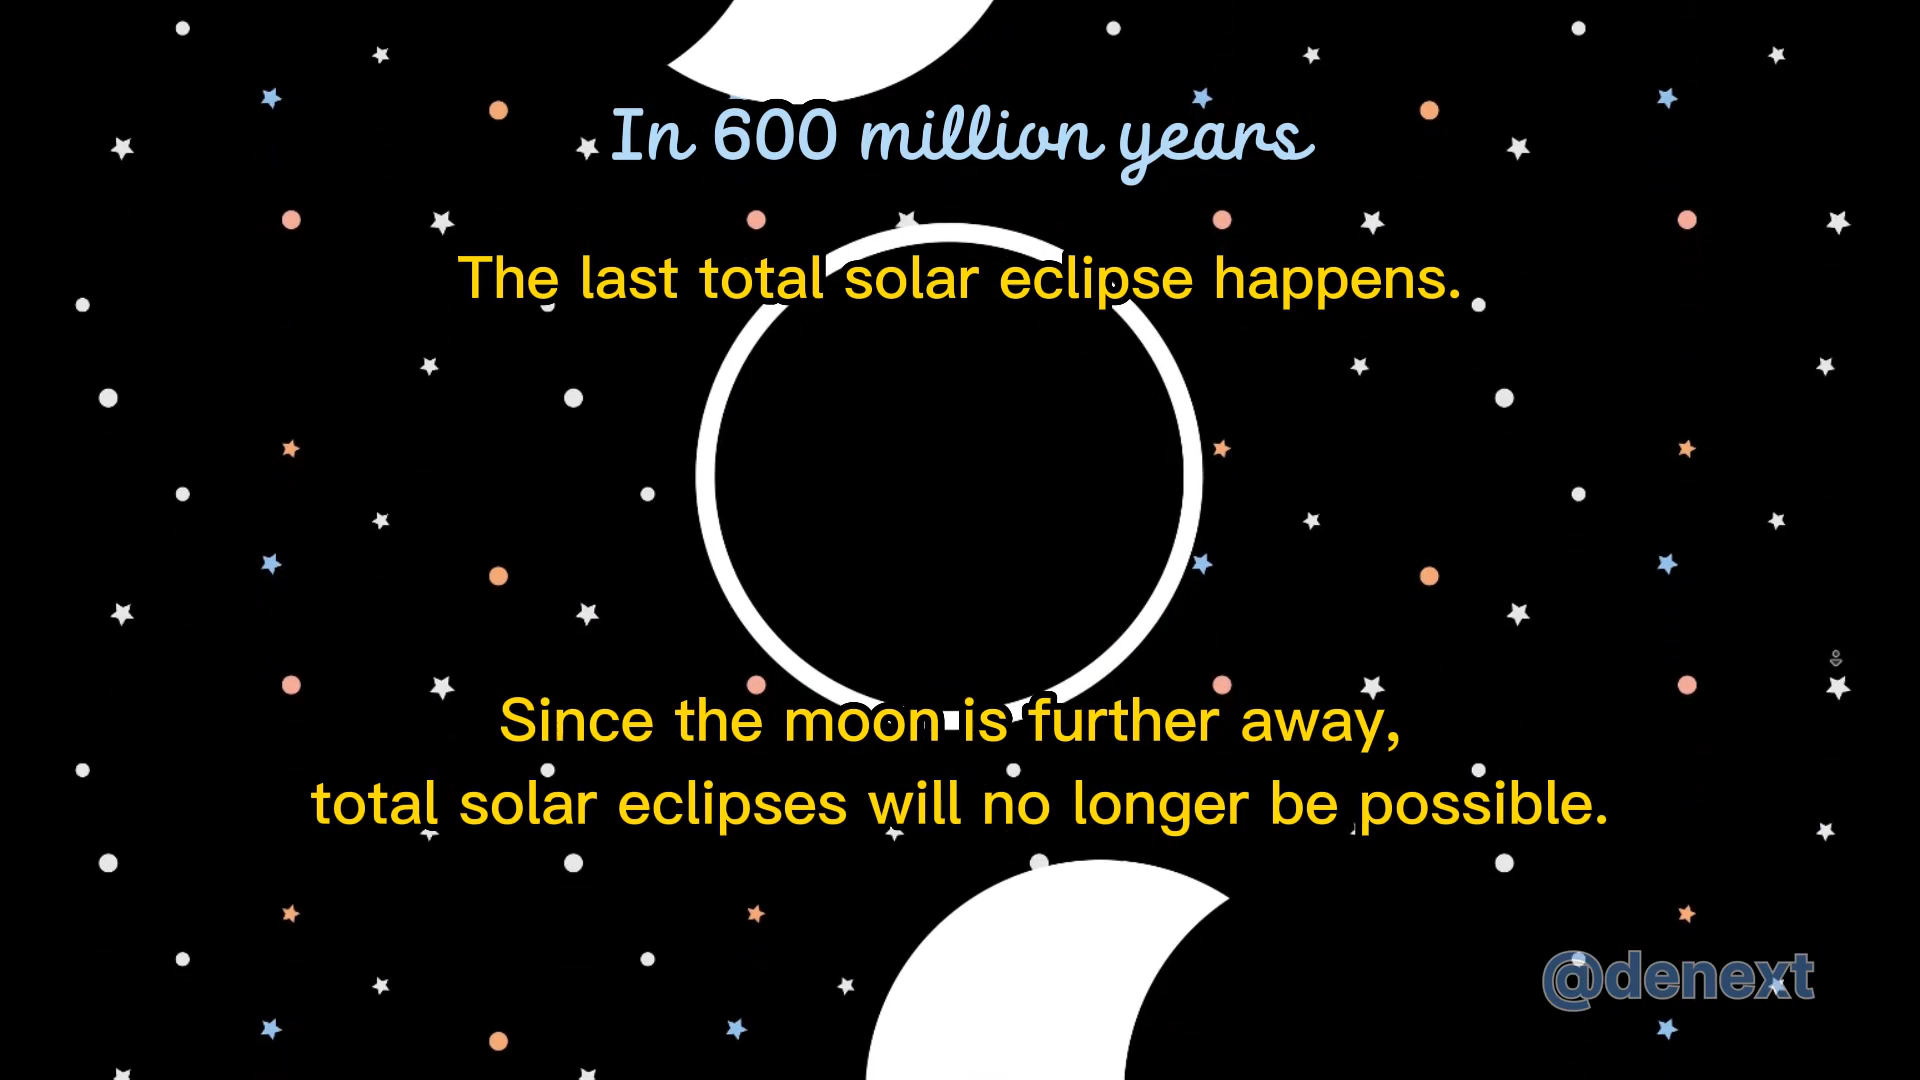 In 600 million years
The last total solar eclipse happens.
Since the moon is further away,
total solar eclipses will no longer be possible.
@denext